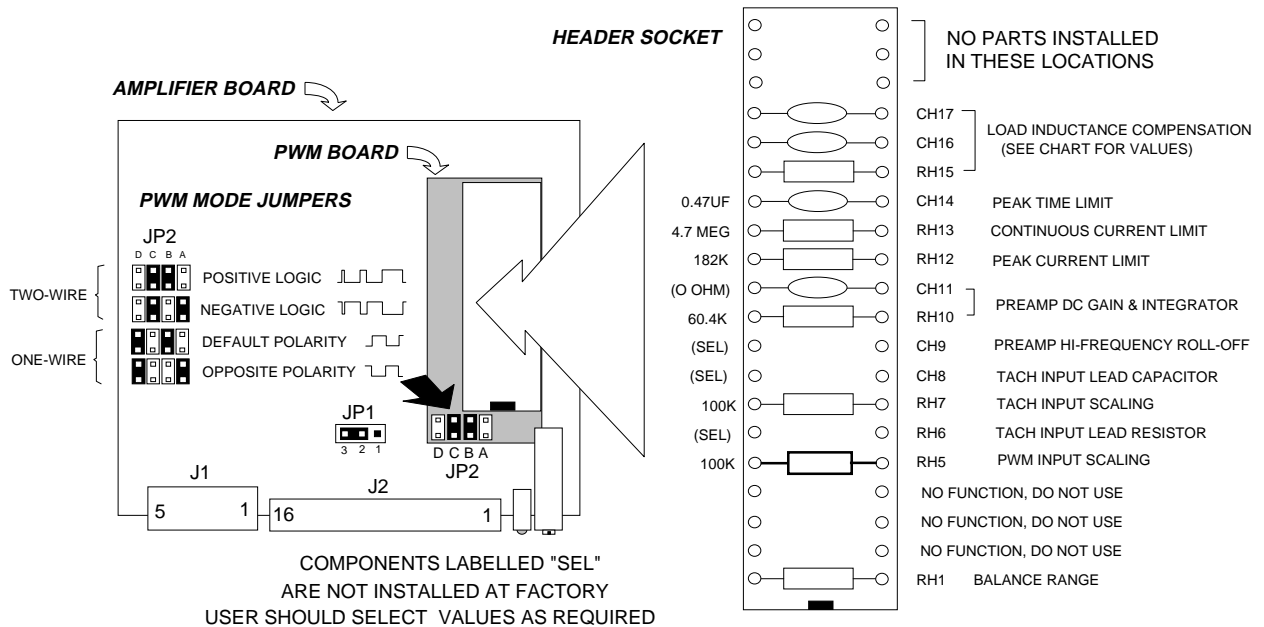 HEADER SOCKET
NO PARTS INSTALLED
IN THESE LOCATIONS
AMPLIFIER BOARD
PWM BOARD
PWM MODE JUMPERS
JP2
D C B A
TWO-WIRE
POSITIVE LOGIC
NEGATIVE LOGIC
ONE-WIRE
DEFAULT POLARITY
OPPOSITE POLARITY
JP1
3 2 1
D C B A
JP2
J1
5 1
J2
16 1
COMPONENTS LABELLED "SEL"
ARE NOT INSTALLED AT FACTORY
USER SHOULD SELECT VALUES AS REQUIRED
CH17
CH16
RH15
LOAD INDUCTANCE COMPENSATION
(SEE CHART FOR VALUES)
0.47UF CH14 PEAK TIME LIMIT
4.7 MEG RH13 CONTINUOUS CURRENT LIMIT
182K RH12 PEAK CURRENT LIMIT
(O OHM) CH11
60.4K RH10
PREAMP DC GAIN & INTEGRATOR
(SEL) CH9 PREAMP HI-FREQUENCY ROLL-OFF
(SEL) CH8 TACH INPUT LEAD CAPACITOR
100K RH7 TACH INPUT SCALING
(SEL) RH6 TACH INPUT LEAD RESISTOR
100K RH5 PWM INPUT SCALING
NO FUNCTION, DO NOT USE
NO FUNCTION, DO NOT USE
NO FUNCTION, DO NOT USE
RH1 BALANCE RANGE